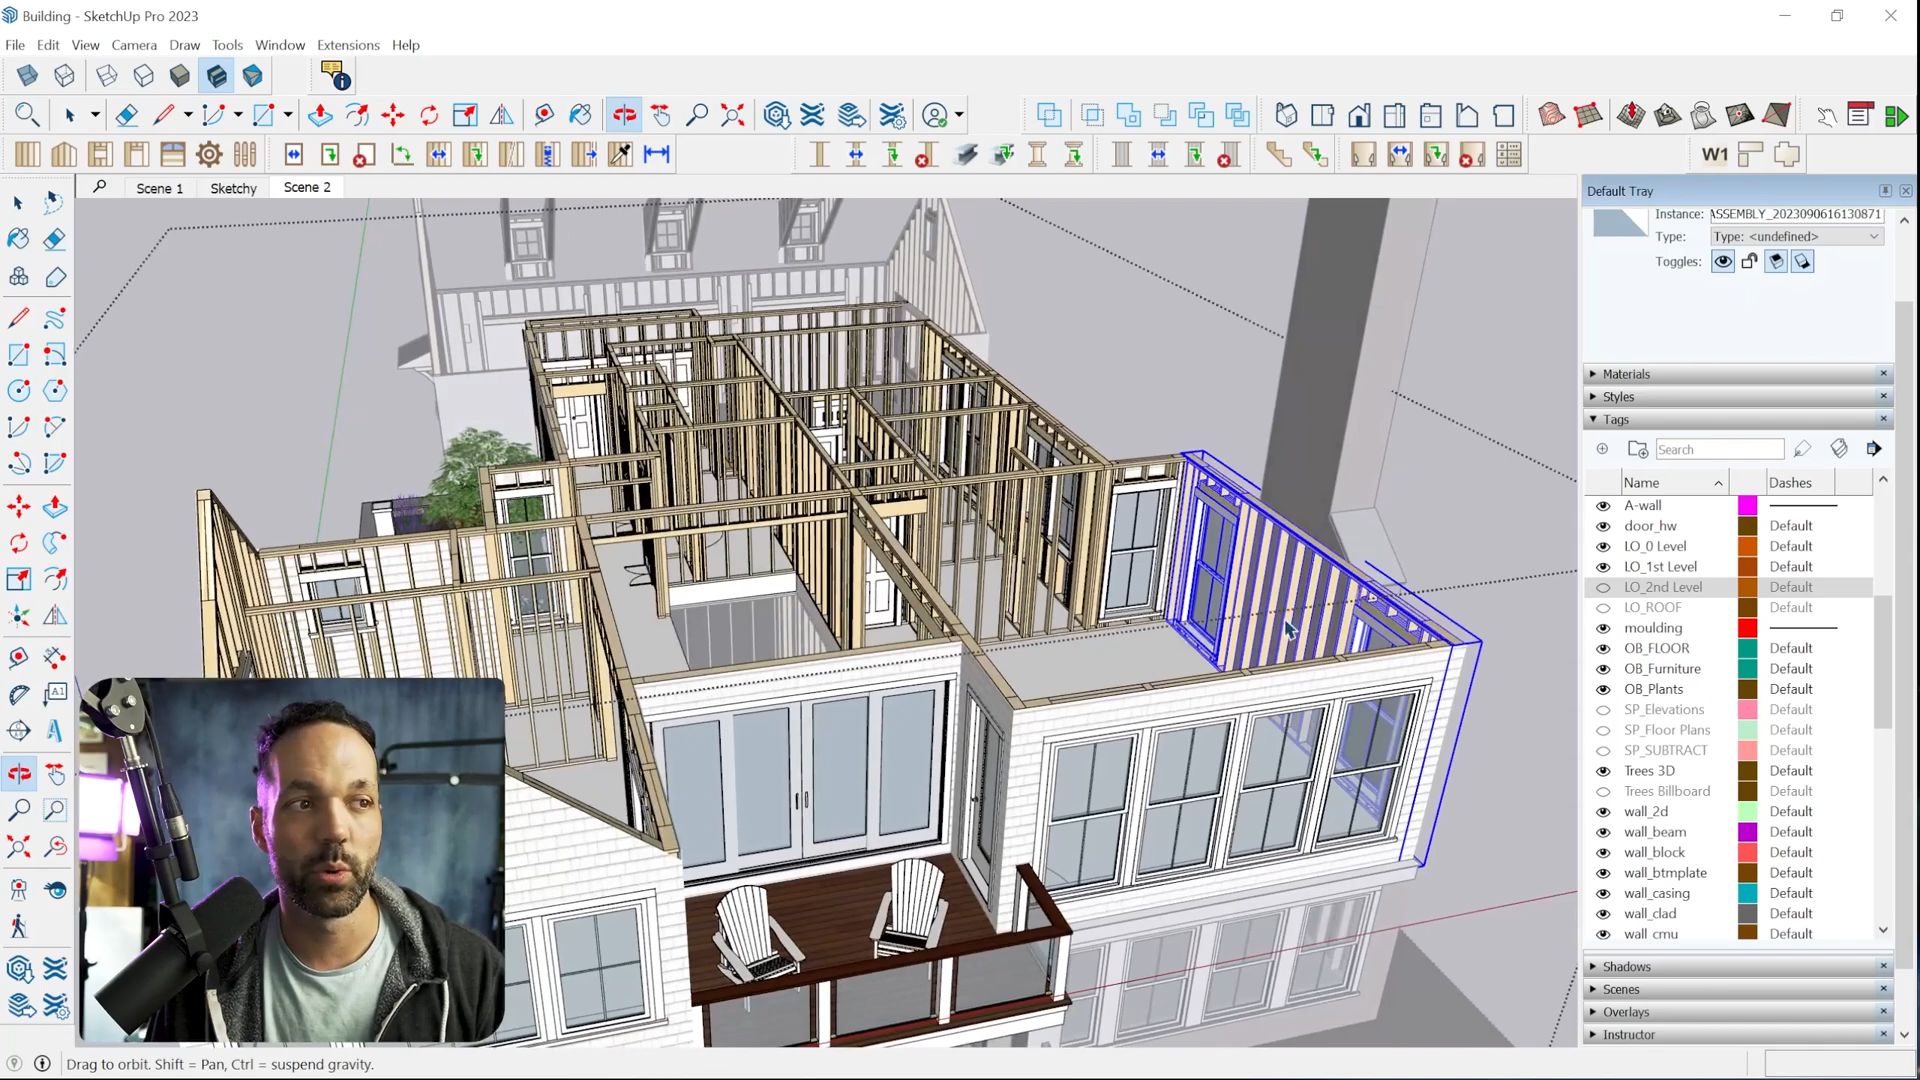 Building - SketchUp Pro 2023
File Edit View Camera Draw Tools Window Extensions Help
W1
Scene 1 Sketchy Scene 2
Default Tray
Instance: \SSEMBLY_2023090616130871
Type: Type: <undefined>
Toggles:
Materials
Styles
Tags
Search
Name Dashes
A-wall
door_hw Default
LO_0 Level Default
LO_1st Level Default
LO_2nd Level Default
LO_ROOF Default
moulding
OB_FLOOR Default
OB_Furniture Default
OB_Plants Default
SP_Elevations Default
SP_Floor Plans Default
SP_SUBTRACT Default
Trees 3D Default
Trees Billboard Default
wall_2d Default
wall_beam Default
wall_block Default
wall_btmplate Default
wall_casing Default
wall_clad Default
wall_cmu Default
Shadows
Scenes
Overlays
Instructor
Drag to orbit. Shift = Pan, Ctrl = suspend gravity.